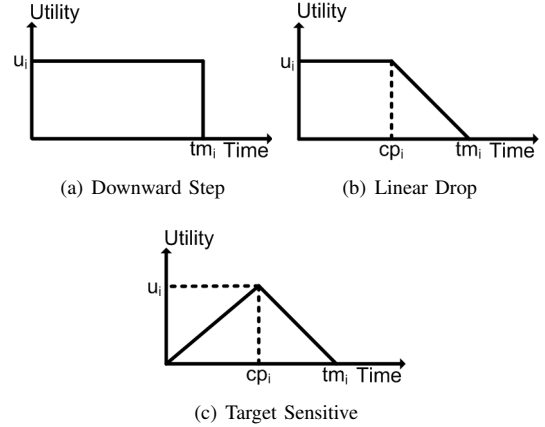 Utility
u_i
tm_i Time
(a) Downward Step
Utility
u_i
cp_i tm_i Time
(b) Linear Drop
Utility
u_i
cp_i tm_i Time
(c) Target Sensitive